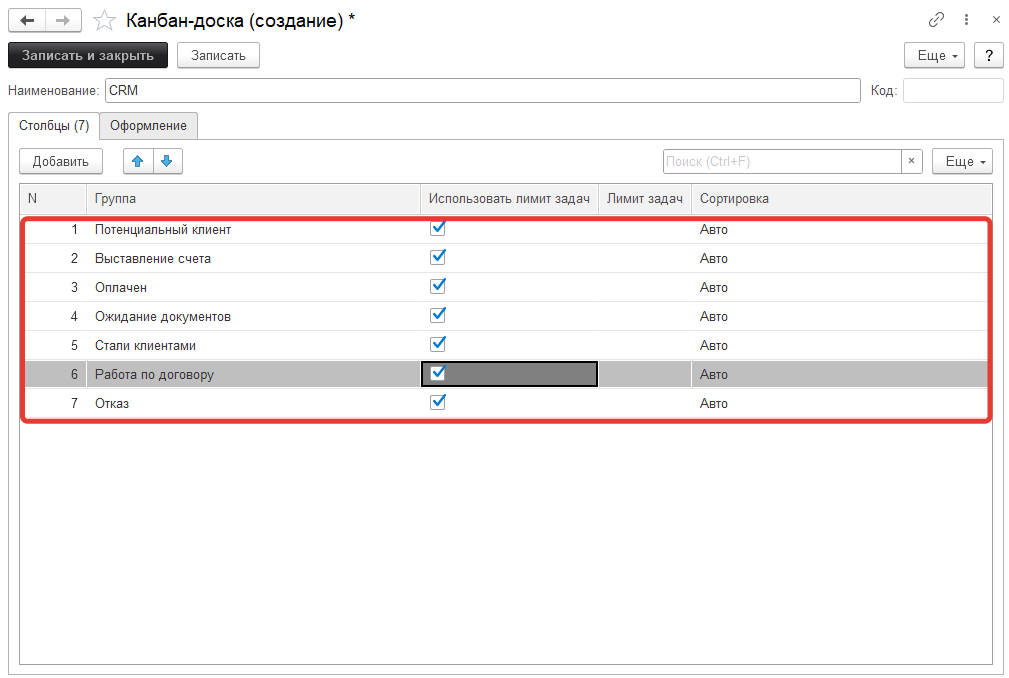 Канбан-доска (создание) *
Записать и закрыть Записать Еще ?
Наименование: CRM Код:
Столбцы (7) Оформление
Добавить Поиск (Ctrl+F) × Еще
N Группа Использовать лимит задач Лимит задач Сортировка
1 Потенциальный клиент Авто
2 Выставление счета Авто
3 Оплачен Авто
4 Ожидание документов Авто
5 Стали клиентами Авто
6 Работа по договору Авто
7 Отказ Авто